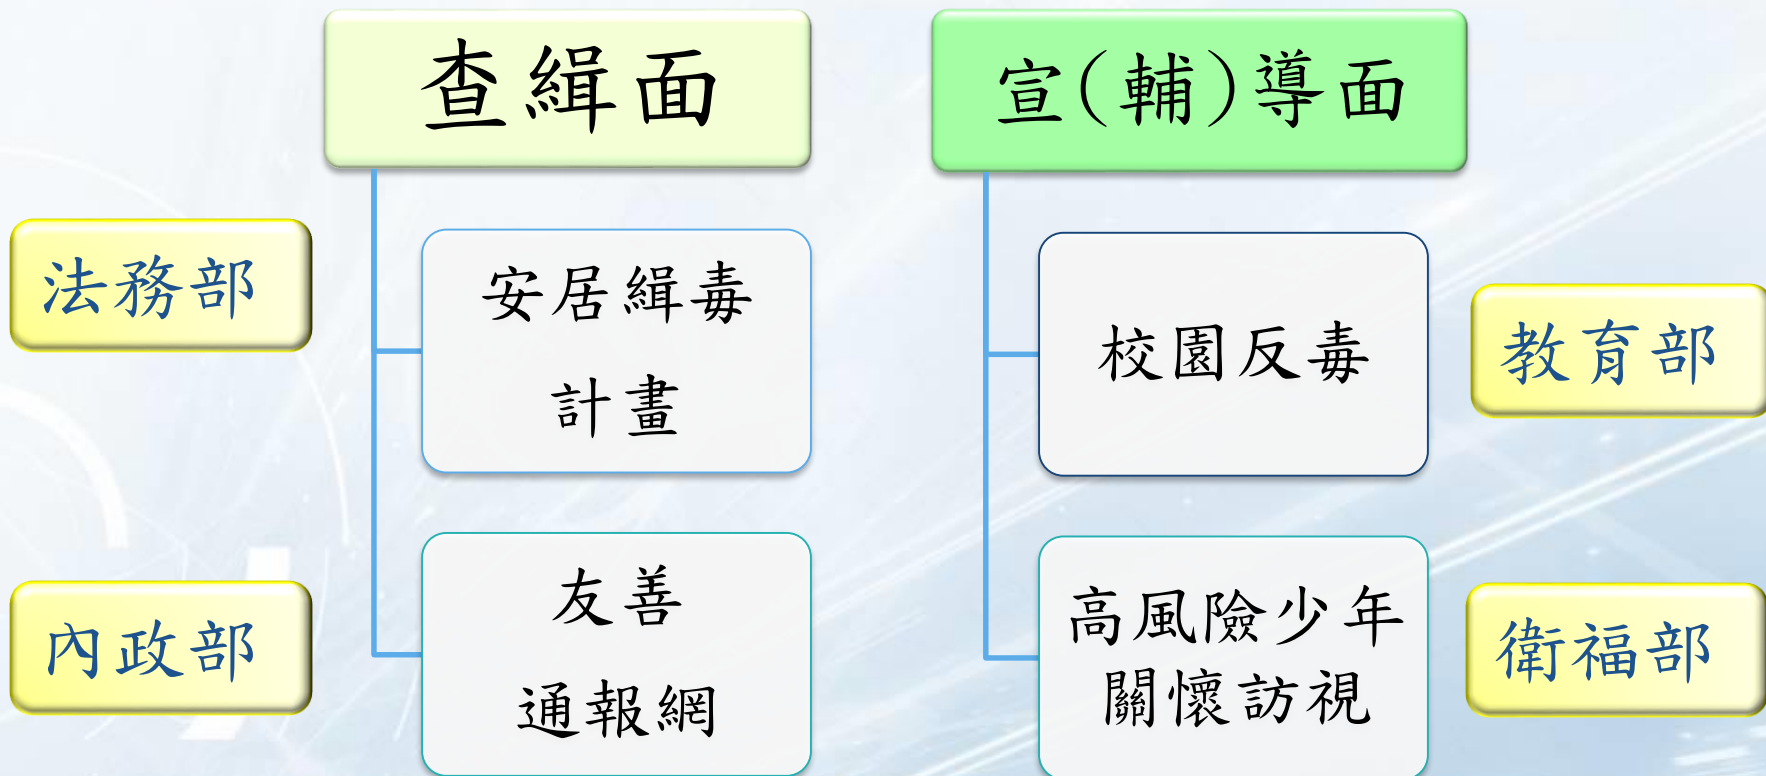 查緝面
宣(輔)導面
法務部
安居緝毒
計畫
校園反毒
教育部
內政部
友善
通報網
高風險少年
關懷訪視
衛福部